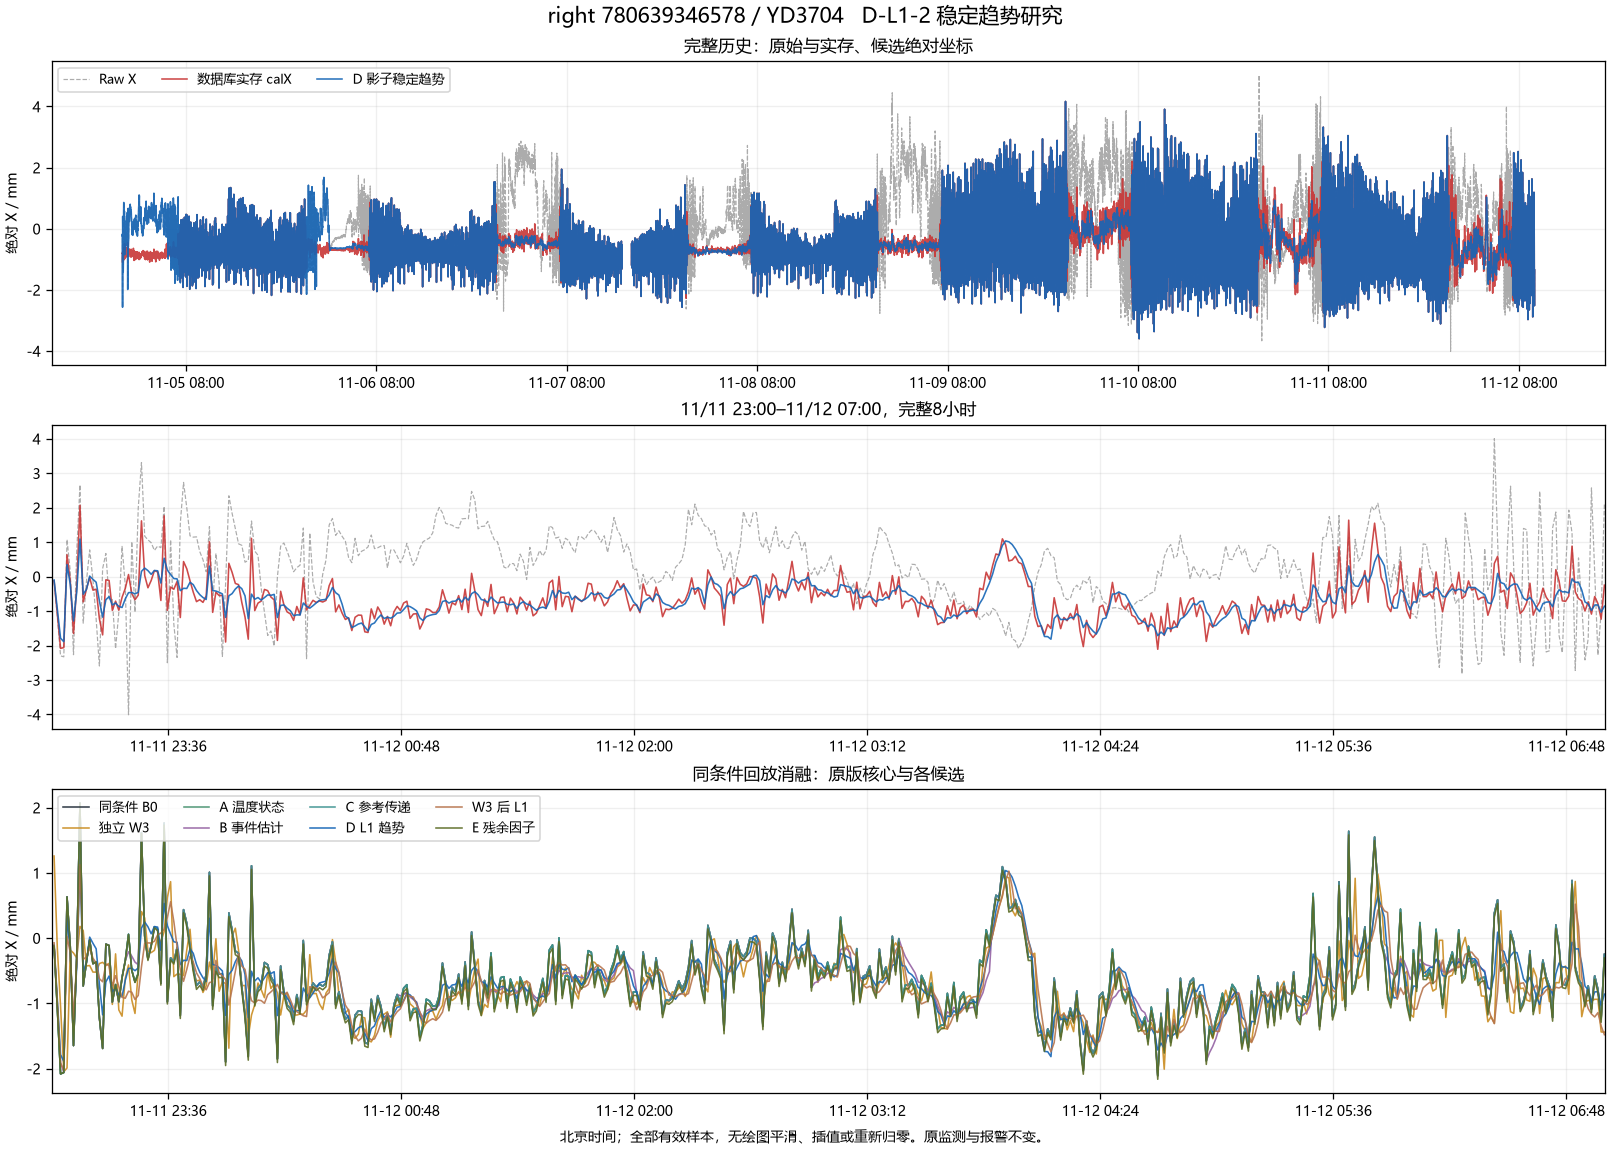 right 780639346578 / YD3704   D-L1-2 稳定趋势研究
完整历史：原始与实存、候选绝对坐标
Raw X   数据库实存 calX   D 影子稳定趋势
绝对 X / mm
4
2
0
-2
-4
11-05 08:00   11-06 08:00   11-07 08:00   11-08 08:00   11-09 08:00   11-10 08:00   11-11 08:00   11-12 08:00
11/11 23:00–11/12 07:00，完整8小时
绝对 X / mm
4
3
2
1
0
-1
-2
-3
-4
11-11 23:36   11-12 00:48   11-12 02:00   11-12 03:12   11-12 04:24   11-12 05:36   11-12 06:48
同条件回放消融：原版核心与各候选
同条件 B0   A 温度状态   C 参考传递   W3 后 L1
独立 W3   B 事件估计   D L1 趋势   E 残余因子
绝对 X / mm
2
1
0
-1
-2
11-11 23:36   11-12 00:48   11-12 02:00   11-12 03:12   11-12 04:24   11-12 05:36   11-12 06:48
北京时间；全部有效样本，无绘图平滑、插值或重新归零。原监测与报警不变。